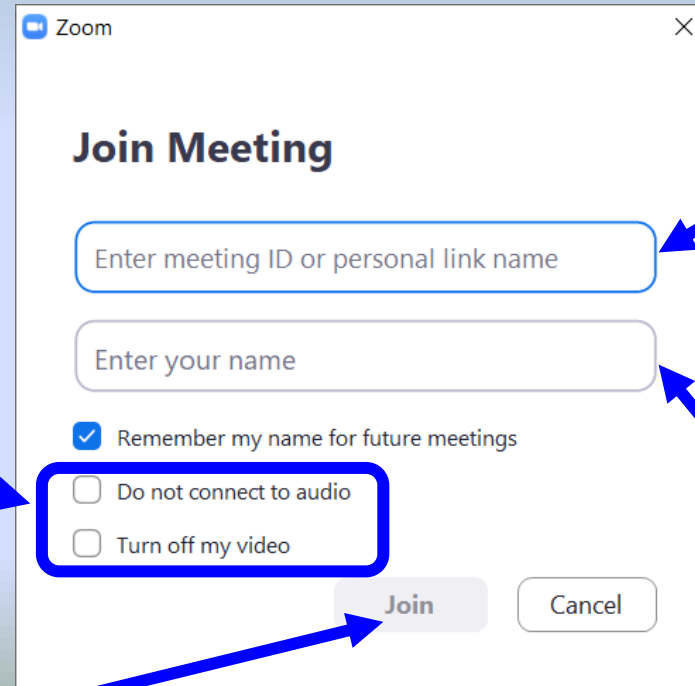 Zoom
Join Meeting
Enter meeting ID or personal link name
Enter your name
Remember my name for future meetings
Do not connect to audio
Turn off my video
Join Cancel